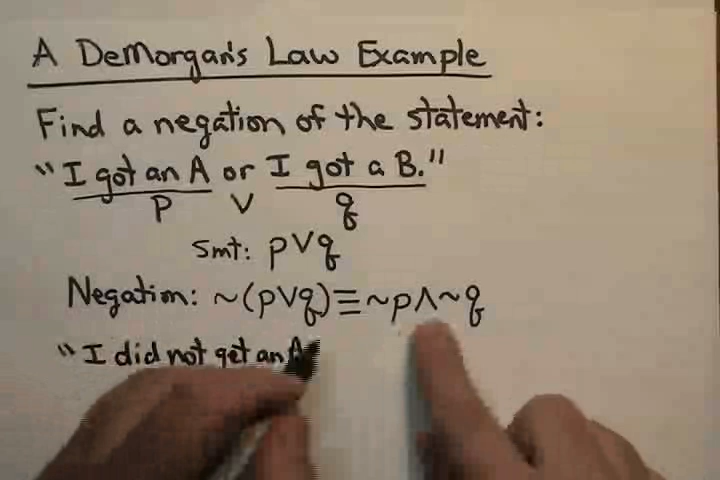 A DeMorgan's Law Example
Find a negation of the statement:
"I got an A or I got a B."
p ∨ q
Smt: p∨q
Negation: ~(p∨q)≡~p∧~q
"I did not get an A